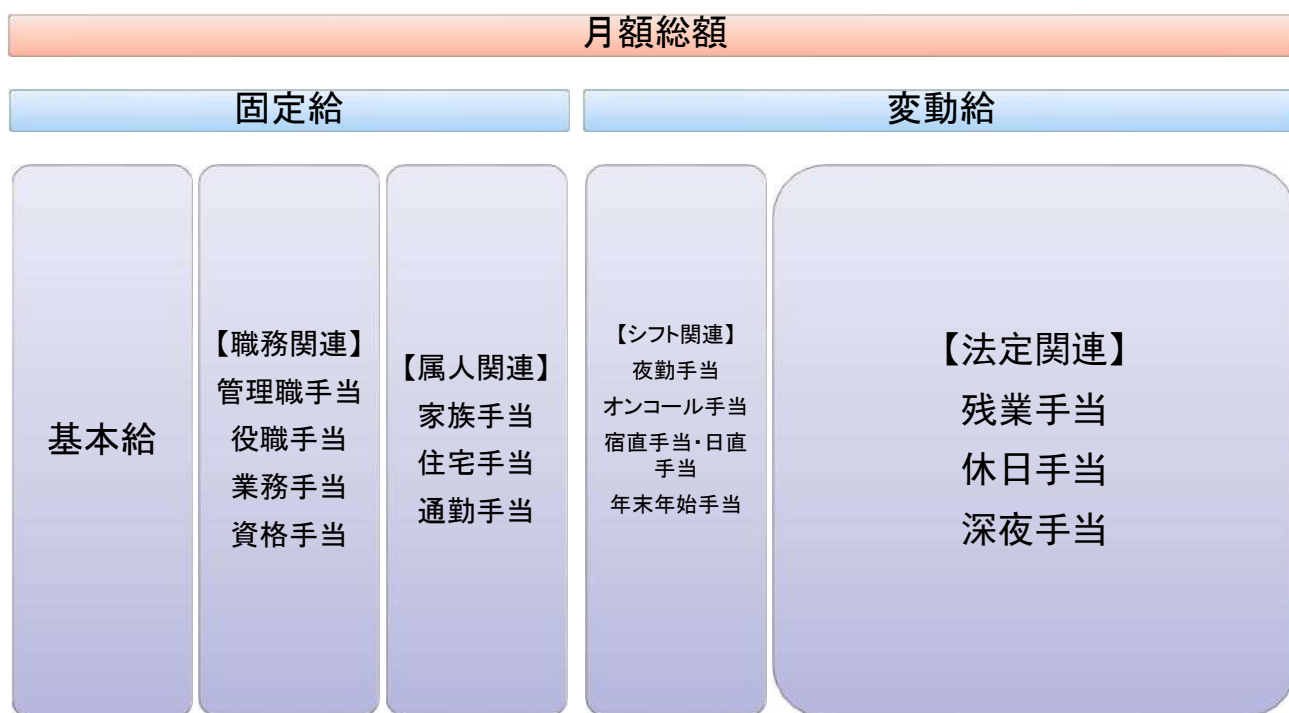 月額総額
固定給
変動給
基本給
【職務関連】
管理職手当
役職手当
業務手当
資格手当
【属人関連】
家族手当
住宅手当
通勤手当
【シフト関連】
夜勤手当
オンコール手当
宿直手当・日直
手当
年末年始手当
【法定関連】
残業手当
休日手当
深夜手当